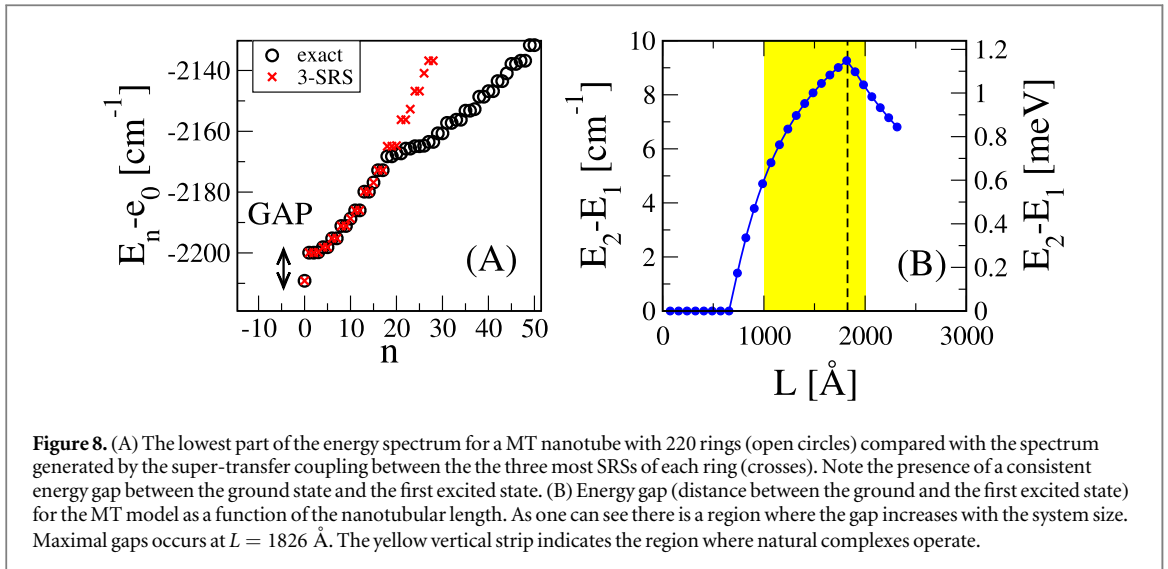 exact
3-SRS
-2140
-2160
-2180
-2200
E_n-e_0 [cm^-1]
GAP
(A)
-10 0 10 20 30 40 50
n
10
8
6
4
2
0
E_2-E_1 [cm^-1]
(B)
1.2
1
0.8
0.6
0.4
0.2
0
E_2-E_1 [meV]
0 1000 2000 3000
L [Å]
Figure 8. (A) The lowest part of the energy spectrum for a MT nanotube with 220 rings (open circles) compared with the spectrum
generated by the super-transfer coupling between the the three most SRSs of each ring (crosses). Note the presence of a consistent
energy gap between the ground state and the first excited state. (B) Energy gap (distance between the ground and the first excited state)
for the MT model as a function of the nanotubular length. As one can see there is a region where the gap increases with the system size.
Maximal gaps occurs at L = 1826 Å. The yellow vertical strip indicates the region where natural complexes operate.